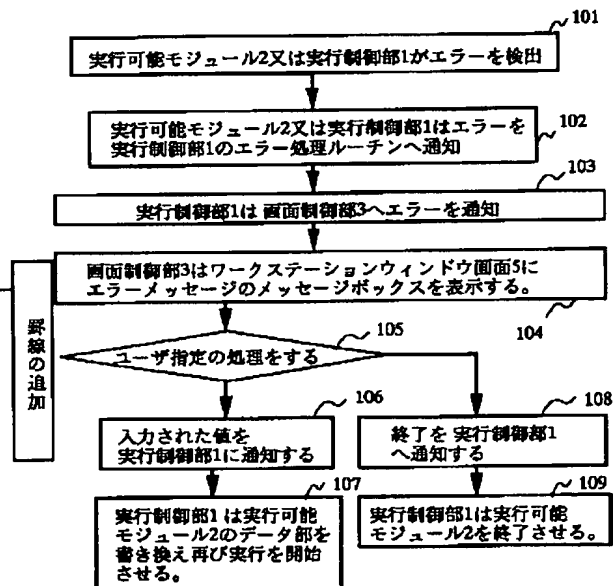 101
実行可能モジュール2又は実行制御部1がエラーを検出
実行可能モジュール2又は実行制御部1はエラーを
実行制御部1のエラー処理ルーチンへ通知
102
103
実行制御部1は 画面制御部3へエラーを通知
画面制御部3はワークステーションウィンドウ画面5に
エラーメッセージのメッセージボックスを表示する。
104
罫線の追加
105
ユーザ指定の処理をする
106
入力された値を
実行制御部1に通知する
108
終了を 実行制御部1
へ通知する
107
実行制御部1 は実行可能
モジュール2のデータ部を
書き換え再び実行を開始
させる。
109
実行制御部1は実行可能
モジュール2を終了させる。